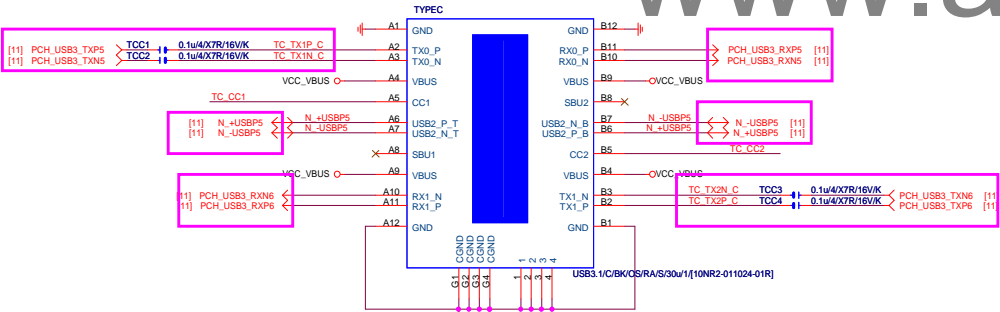 www.a
TYPEC
A1 GND GND B12
[11] PCH_USB3_TXP5 TCC1 0.1u/4/X7R/16V/K TC_TX1P_C A2 TX0_P RX0_P B11 PCH_USB3_RXP5 [11]
[11] PCH_USB3_TXN5 TCC2 0.1u/4/X7R/16V/K TC_TX1N_C A3 TX0_N RX0_N B10 PCH_USB3_RXN5 [11]
VCC_VBUS A4 VBUS VBUS B9 VCC_VBUS
TC_CC1 A5 CC1 SBU2 B8
[11] N_+USBP5 N_+USBP5 A6 USB2_P_T USB2_N_B B7 N_-USBP5 N_-USBP5 [11]
[11] N_-USBP5 N_-USBP5 A7 USB2_N_T USB2_P_B B6 N_+USBP5 N_+USBP5 [11]
A8 SBU1 CC2 B5 TC_CC2
VCC_VBUS A9 VBUS VBUS B4 VCC_VBUS
[11] PCH_USB3_RXN6 A10 RX1_N TX1_N B3 TC_TX2N_C TCC3 0.1u/4/X7R/16V/K PCH_USB3_TXN6 [11]
[11] PCH_USB3_RXP6 A11 RX1_P TX1_P B2 TC_TX2P_C TCC4 0.1u/4/X7R/16V/K PCH_USB3_TXP6 [11]
A12 GND GND B1
CGND CGND CGND CGND 1 2 3 4
G1 G2 G3 G4 1 2 3 4
USB3.1/C/BK/OS/RA/S/30u/1/[10NR2-011024-01R]